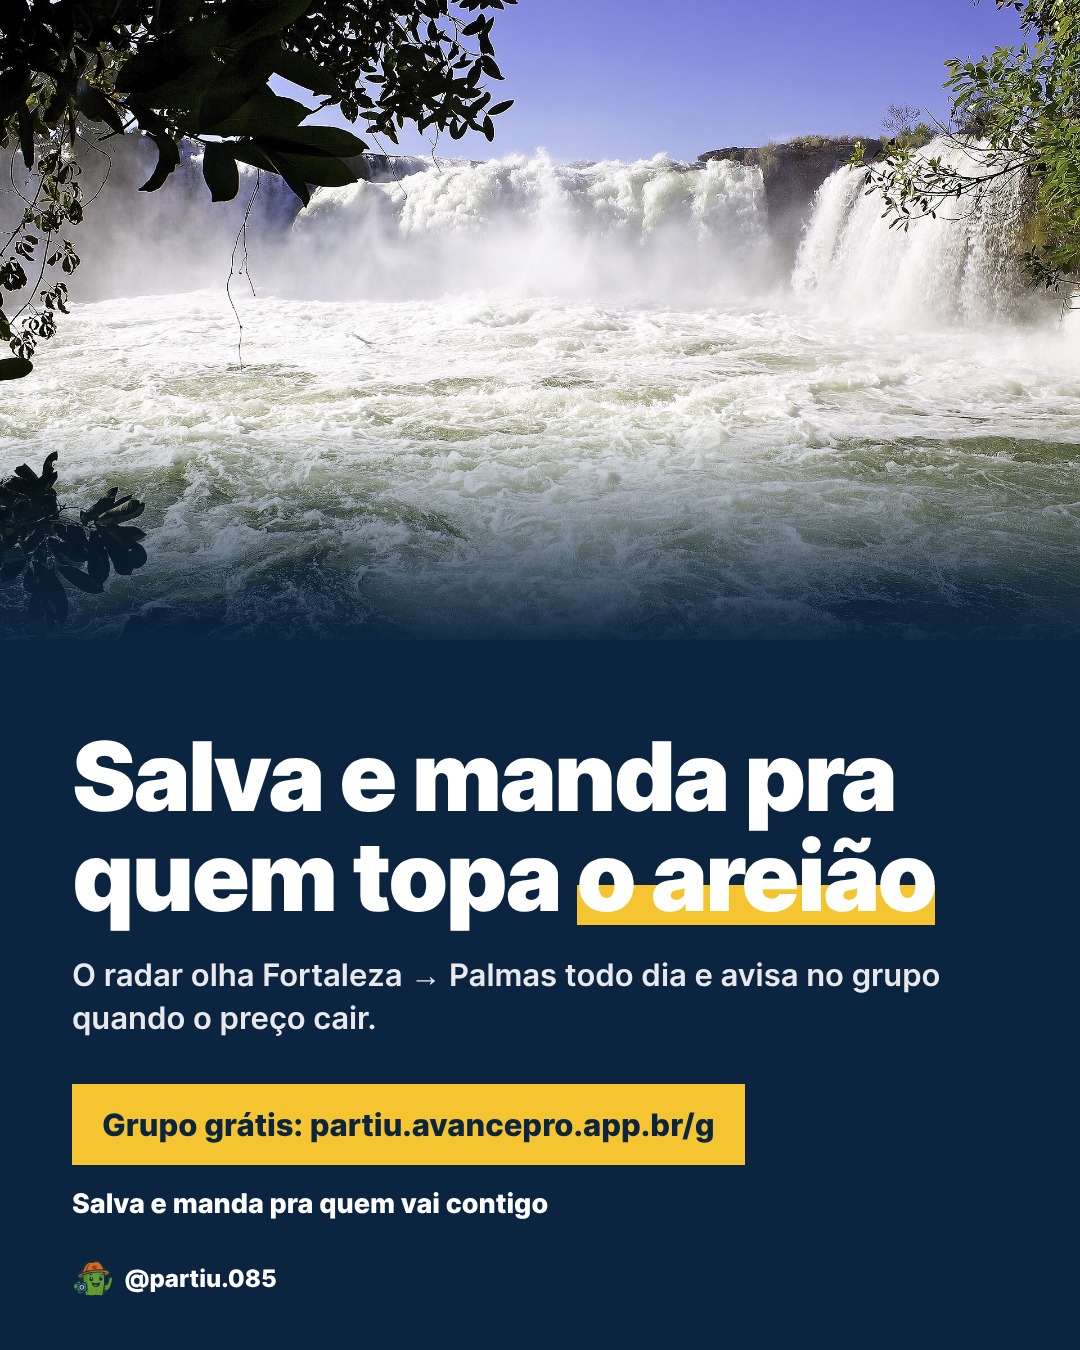 Salva e manda pra
quem topa o areião
O radar olha Fortaleza → Palmas todo dia e avisa no grupo
quando o preço cair.
Grupo grátis: partiu.avancepro.app.br/g
Salva e manda pra quem vai contigo
@partiu.085